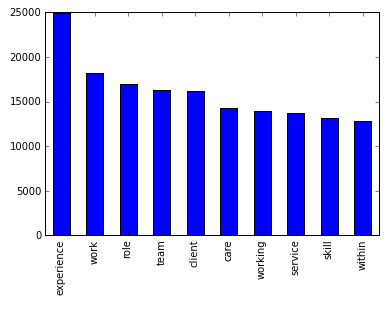 25000
20000
15000
10000
5000
0
experience
work
role
team
client
care
working
service
skill
within